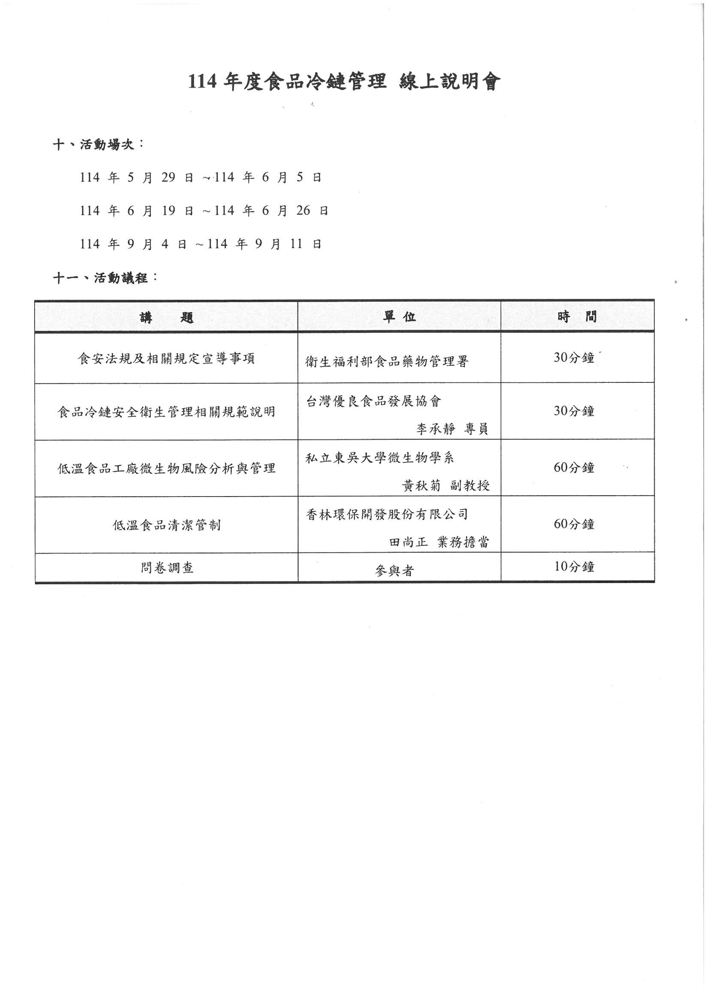 114 年度食品冷鏈管理 線上說明會
十、活動場次：
114 年 5 月 29 日 ~114 年 6 月 5 日
114 年 6 月 19 日 ~114 年 6 月 26 日
114 年 9 月 4 日 ~114 年 9 月 11 日
十一、活動議程：
講 題 單位 時 間
食安法規及相關規定宣導事項 衛生福利部食品藥物管理署 30分鐘
食品冷鏈安全衛生管理相關規範說明 台灣優良食品發展協會 30分鐘
李承靜 專員
低溫食品工廠微生物風險分析與管理 私立東吳大學微生物學系 60分鐘
黃秋菊 副教授
低溫食品清潔管制 香林環保開發股份有限公司 60分鐘
田尚正 業務擔當
問卷調查 參與者 10分鐘